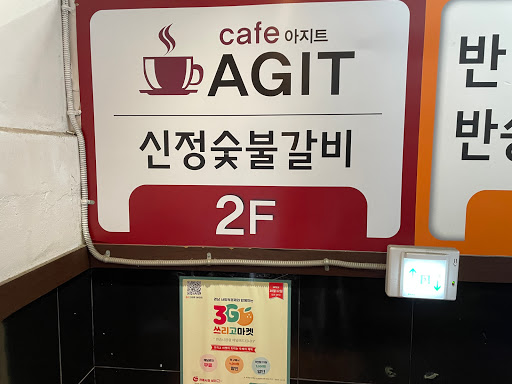 cafe 아지트
AGIT
신정숯불갈비
2F
반
반송
3GO
쓰리고마켓